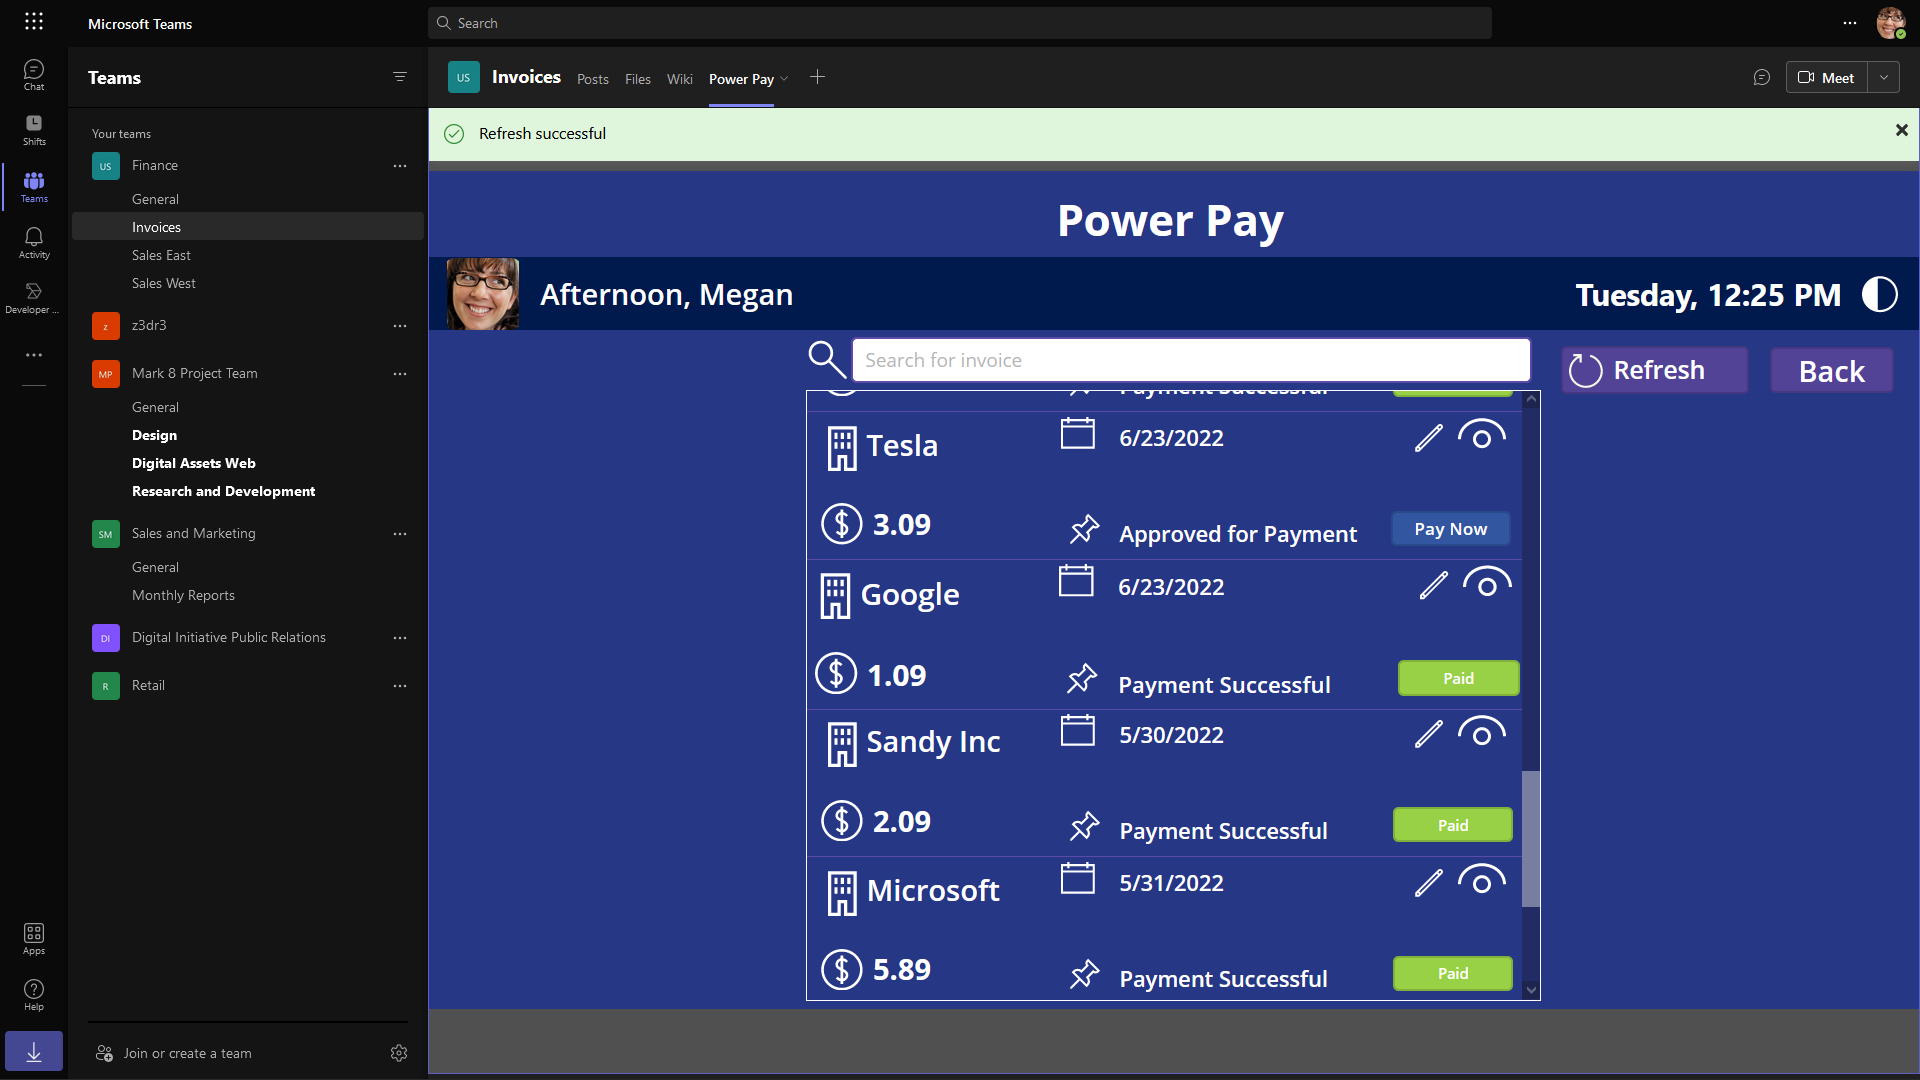 Microsoft Teams
Search
Chat
Shifts
Teams
Activity
Developer ...
Apps
Help
Teams
Your teams
US Finance
General
Invoices
Sales East
Sales West
z z3dr3
MP Mark 8 Project Team
General
Design
Digital Assets Web
Research and Development
SM Sales and Marketing
General
Monthly Reports
DI Digital Initiative Public Relations
R Retail
Join or create a team
US Invoices Posts Files Wiki Power Pay
Meet
Refresh successful
Power Pay
Afternoon, Megan
Tuesday, 12:25 PM
Search for invoice
Refresh
Back
Payment Successful
Tesla 6/23/2022
$ 3.09 Approved for Payment Pay Now
Google 6/23/2022
$ 1.09 Payment Successful Paid
Sandy Inc 5/30/2022
$ 2.09 Payment Successful Paid
Microsoft 5/31/2022
$ 5.89 Payment Successful Paid